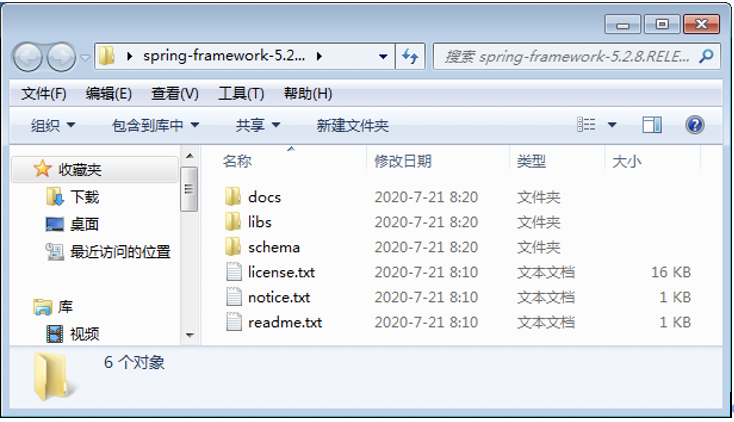 spring-framework-5.2...
搜索 spring-framework-5.2.8.RELE...
文件(F) 编辑(E) 查看(V) 工具(T) 帮助(H)
组织 包含到库中 共享 新建文件夹
收藏夹
下载
桌面
最近访问的位置
库
视频
名称 修改日期 类型 大小
docs 2020-7-21 8:20 文件夹
libs 2020-7-21 8:20 文件夹
schema 2020-7-21 8:20 文件夹
license.txt 2020-7-21 8:10 文本文档 16 KB
notice.txt 2020-7-21 8:10 文本文档 1 KB
readme.txt 2020-7-21 8:10 文本文档 1 KB
6 个对象